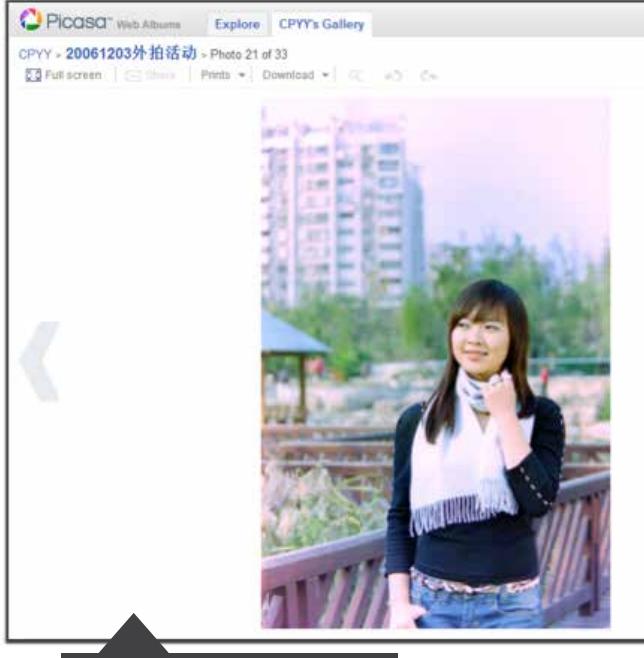 Picasa™ Web Albums Explore CPYY's Gallery
CPYY > 20061203外拍活动 > Photo 21 of 33
Full screen Share Prints Download